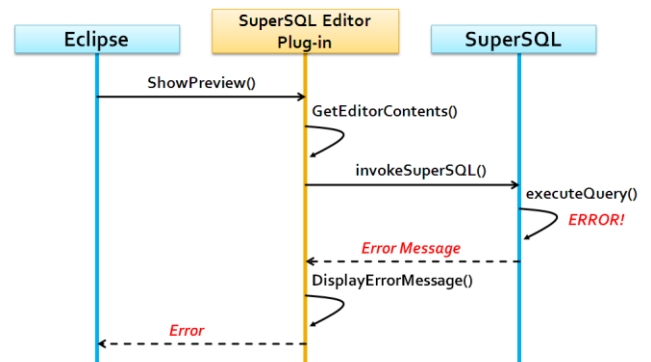 Eclipse
SuperSQL Editor
Plug-in
SuperSQL
ShowPreview()
GetEditorContents()
invokeSuperSQL()
executeQuery()
ERROR!
Error Message
DisplayErrorMessage()
Error